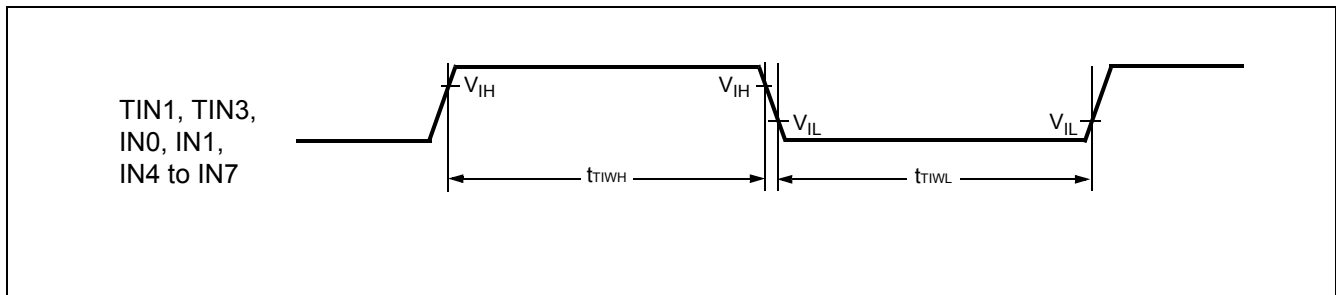 TIN1, TIN3,
IN0, IN1,
IN4 to IN7
VIH
VIH
VIL
VIL
tTIWH
tTIWL